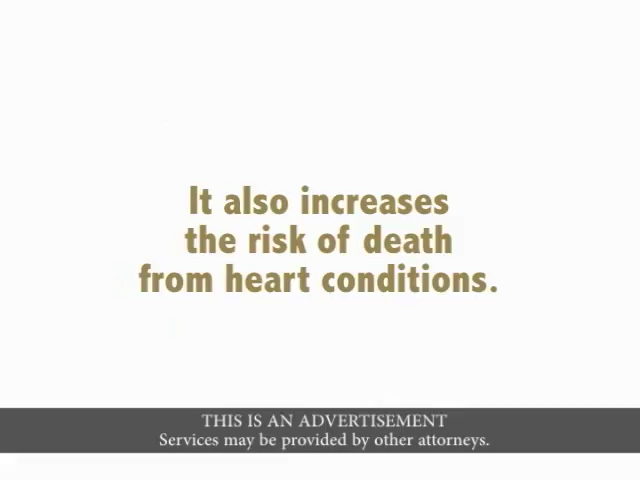 It also increases
the risk of death
from heart conditions.
THIS IS AN ADVERTISEMENT
Services may be provided by other attorneys.